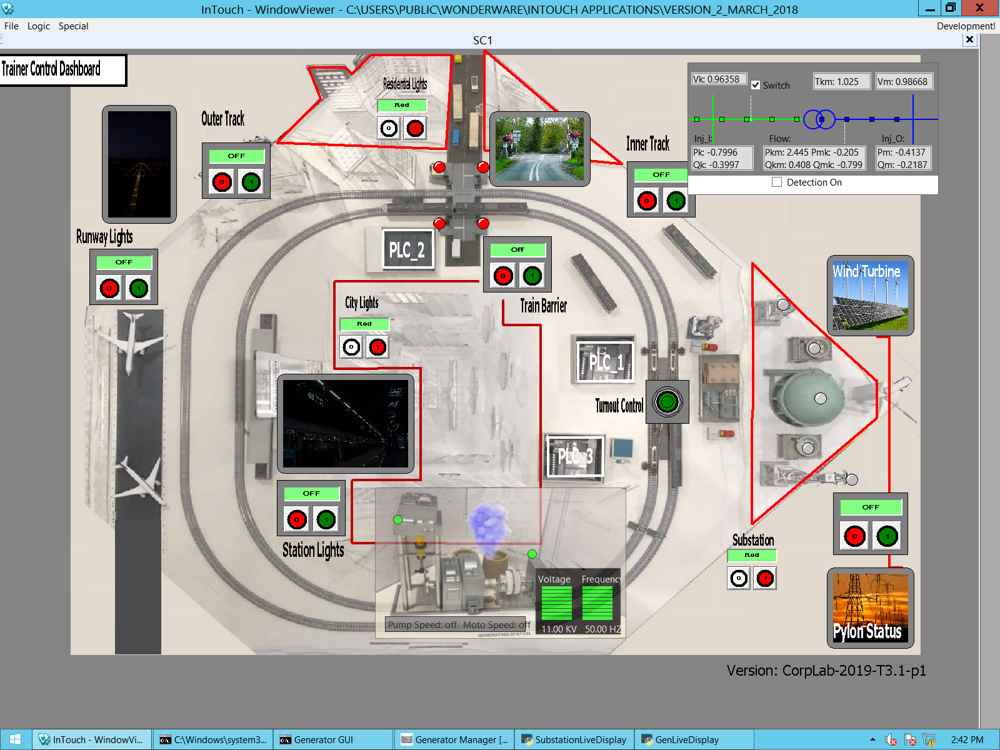 InTouch - WindowViewer - C:\USERS\PUBLIC\WONDERWARE\INTOUCH APPLICATIONS\VERSION_2_MARCH_2018
File Logic Special
Development!
SC1
Trainer Control Dashboard
Residential Lights
Red
0 1
Vk: 0.96358
Switch
Tkm: 1.025
Vm: 0.98668
Inj_I:
Flow:
Inj_O:
Pk: -0.7996
Pkm: 2.445 Pmk: -0.205
Pm: -0.4137
Qk: -0.3997
Qkm: 0.408 Qmk: -0.799
Qm: -0.2187
Detection On
Outer Track
OFF
0 1
Inner Track
OFF
0 1
Runway Lights
OFF
0 1
PLC_2
Off
0 1
Train Barrier
City Lights
Red
0 1
Wind Turbine
PLC_1
Turnout Control
PLC_3
OFF
0 1
Station Lights
OFF
0 1
Substation
Red
0 1
Voltage Frequency
11.00 KV 50.00 HZ
Pump Speed: off Moto Speed: off
GENERATING STATION
Pylon Status
Version: CorpLab-2019-T3.1-p1
InTouch - WindowVi...
C:\Windows\system3...
Generator GUI
Generator Manager [...
SubstationLiveDisplay
GenLiveDisplay
2:42 PM